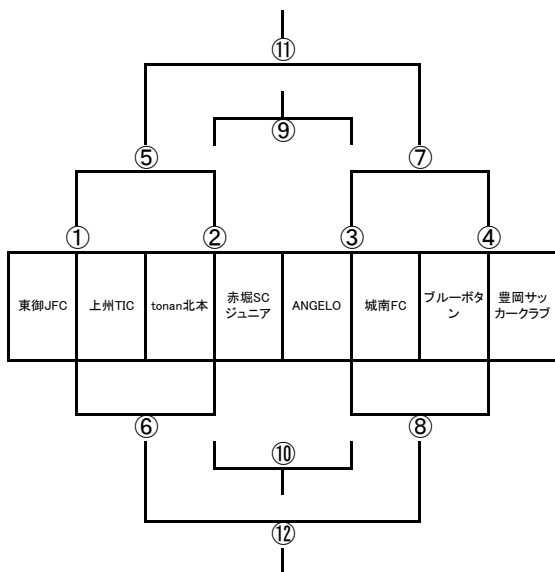 ⑪
⑨
⑤
⑦
①
②
③
④
東御JFC
上州TIC
tonan北本
赤堀SC
ジュニア
ANGELO
城南FC
ブルーボタ
ン
豊岡サッ
カークラブ
⑥
⑧
⑩
⑫